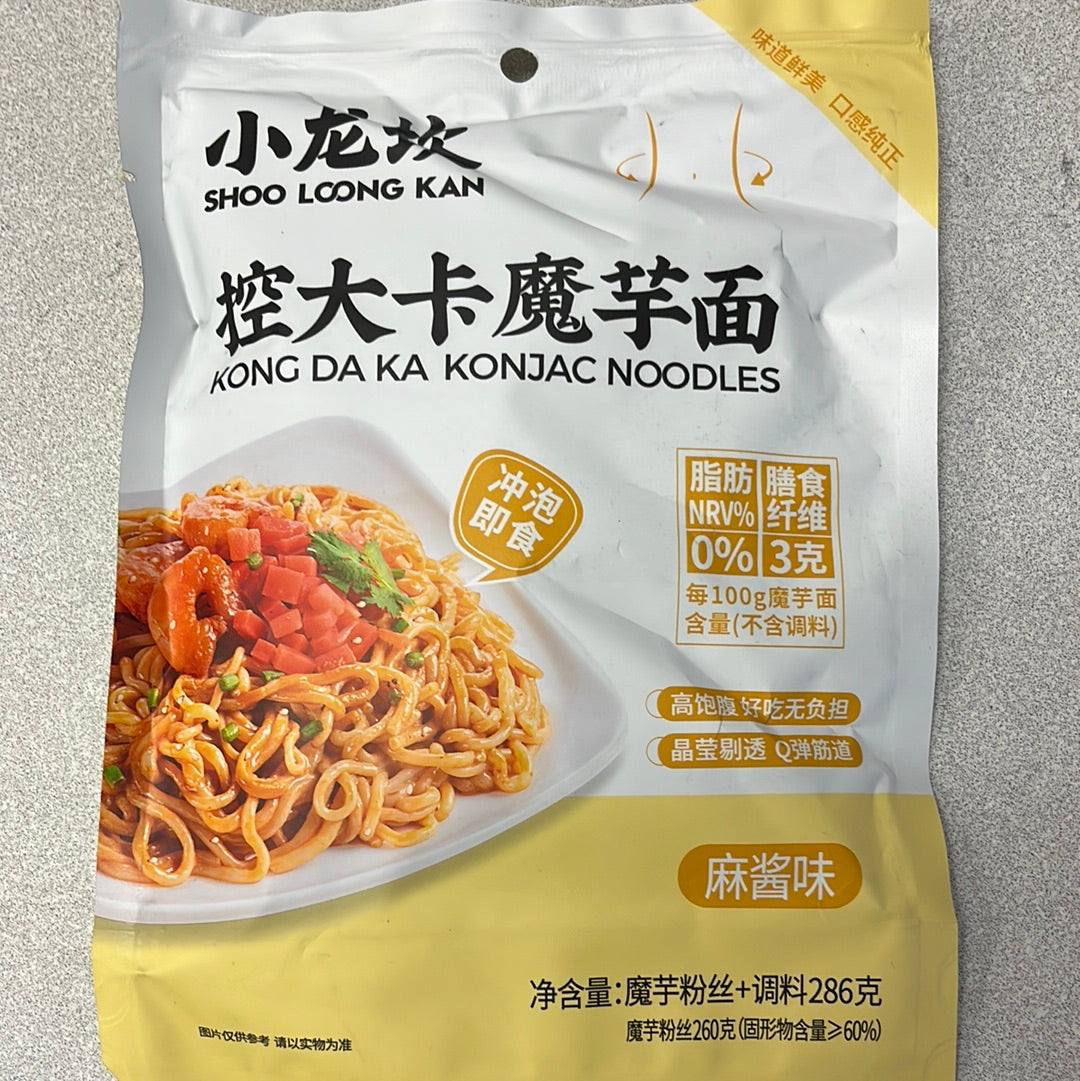 味道鲜美 口感纯正
小龙坎
SHOO LOONG KAN
控大卡魔芋面
KONG DA KA KONJAC NOODLES
冲泡
即食
脂肪 膳食
NRV% 纤维
0% 3克
每100g魔芋面
含量(不含调料)
高饱腹 好吃无负担
晶莹剔透 Q弹筋道
麻酱味
净含量:魔芋粉丝+调料286克
魔芋粉丝260克(固形物含量≥60%)
图片仅供参考 请以实物为准